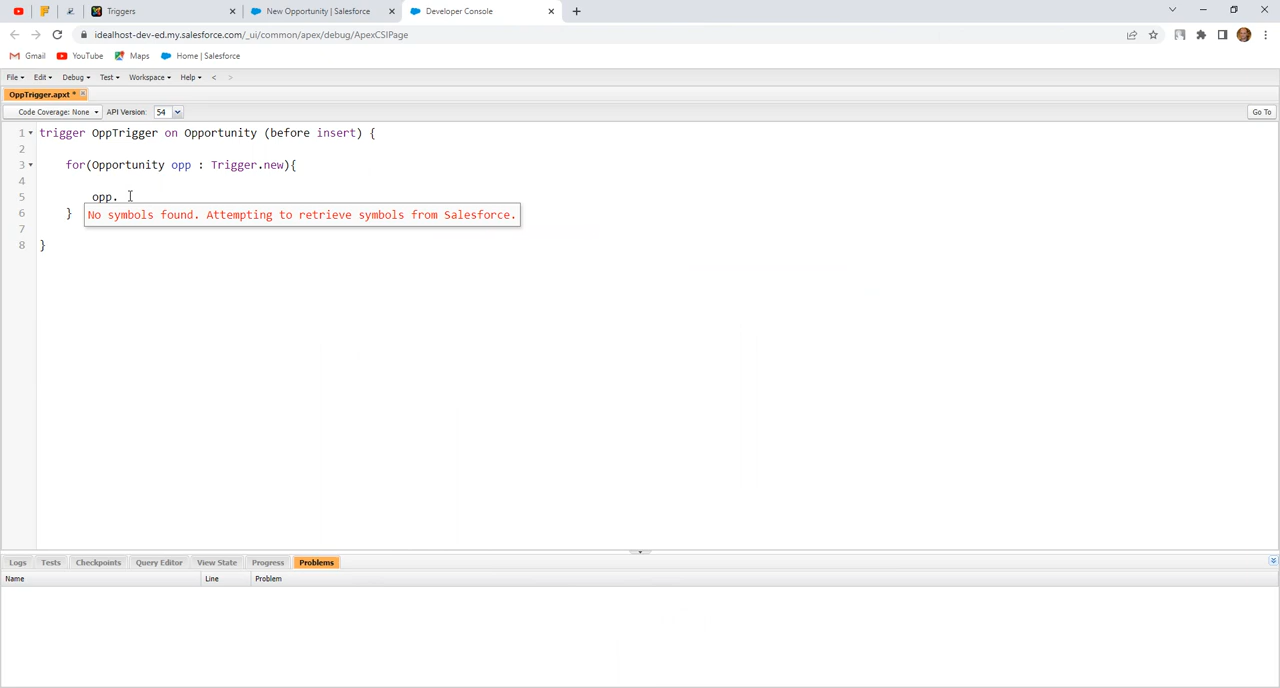 Triggers
New Opportunity | Salesforce
Developer Console
idealhost-dev-ed.my.salesforce.com/_ui/common/apex/debug/ApexCSIPage
Gmail YouTube Maps Home | Salesforce
File Edit Debug Test Workspace Help < >
OppTrigger.apxt *
Code Coverage: None API Version: 54 Go To
1 trigger OppTrigger on Opportunity (before insert) {
2
3 for(Opportunity opp : Trigger.new){
4
5 opp.
6 }
No symbols found. Attempting to retrieve symbols from Salesforce.
7
8 }
Logs Tests Checkpoints Query Editor View State Progress Problems
Name Line Problem